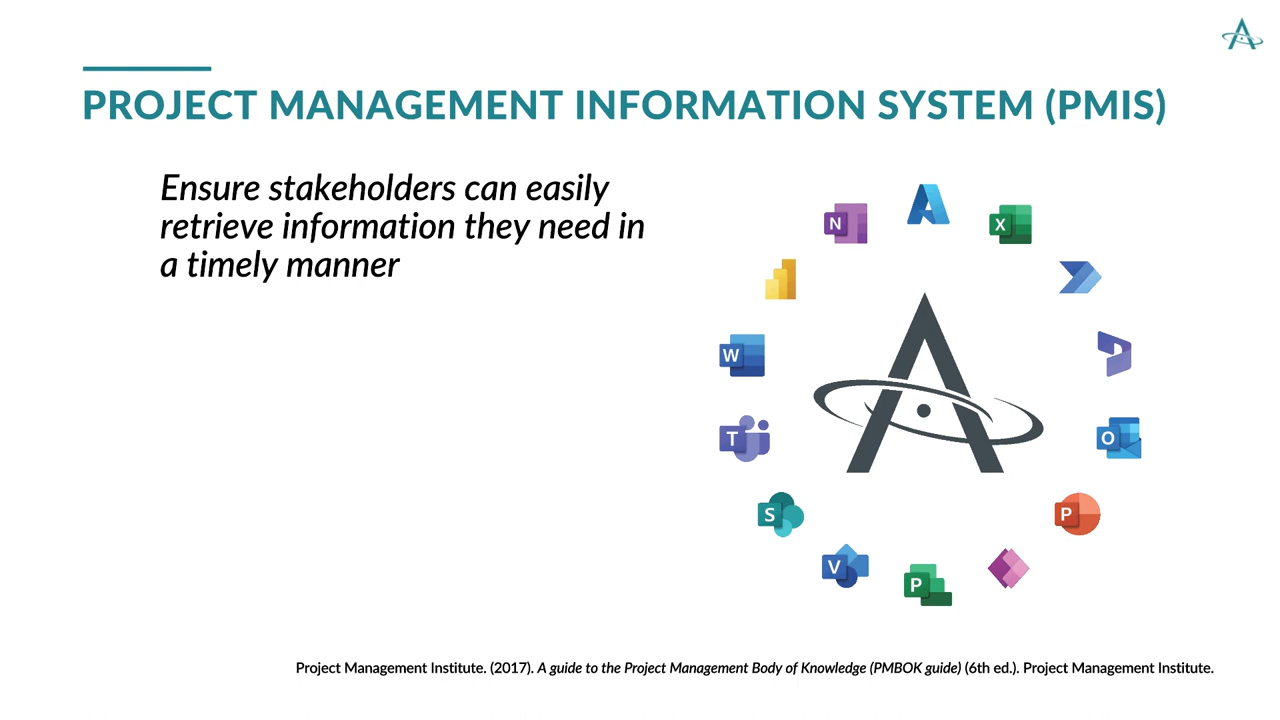 PROJECT MANAGEMENT INFORMATION SYSTEM (PMIS)
Ensure stakeholders can easily
retrieve information they need in
a timely manner
N
X
W
T
O
S
P
V
P
Project Management Institute. (2017). A guide to the Project Management Body of Knowledge (PMBOK guide) (6th ed.). Project Management Institute.